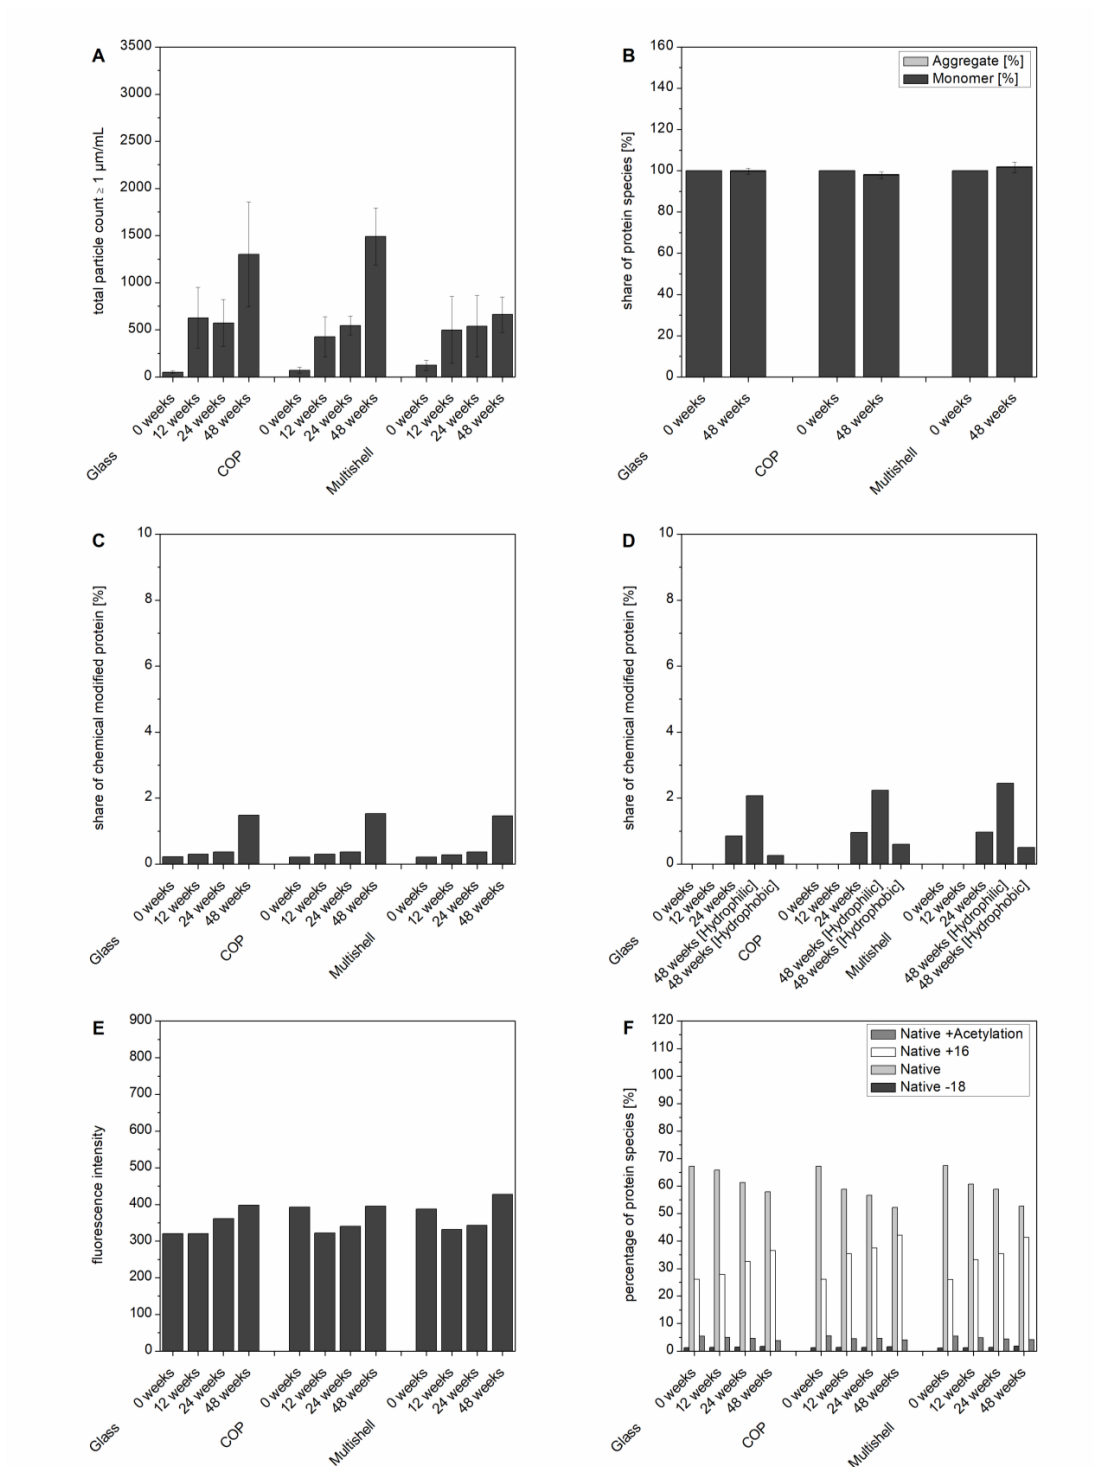 A
3500
3000
2500
2000
1500
1000
500
0
total particle count ≥ 1 µm/mL
0 weeks
12 weeks
24 weeks
48 weeks
0 weeks
12 weeks
24 weeks
48 weeks
0 weeks
12 weeks
24 weeks
48 weeks
Glass
COP
Multishell
B
160
140
120
100
80
60
40
20
0
share of protein species [%]
Aggregate [%]
Monomer [%]
0 weeks
48 weeks
0 weeks
48 weeks
0 weeks
48 weeks
Glass
COP
Multishell
C
10
8
6
4
2
0
share of chemical modified protein [%]
0 weeks
12 weeks
24 weeks
48 weeks
0 weeks
12 weeks
24 weeks
48 weeks
0 weeks
12 weeks
24 weeks
48 weeks
Glass
COP
Multishell
D
10
8
6
4
2
0
share of chemical modified protein [%]
0 weeks
12 weeks
24 weeks
48 weeks [Hydrophilic]
48 weeks [Hydrophobic]
0 weeks
12 weeks
24 weeks
48 weeks [Hydrophilic]
48 weeks [Hydrophobic]
0 weeks
12 weeks
24 weeks
48 weeks [Hydrophilic]
48 weeks [Hydrophobic]
Glass
COP
Multishell
E
900
800
700
600
500
400
300
200
100
0
fluorescence intensity
0 weeks
12 weeks
24 weeks
48 weeks
0 weeks
12 weeks
24 weeks
48 weeks
0 weeks
12 weeks
24 weeks
48 weeks
Glass
COP
Multishell
F
120
110
100
90
80
70
60
50
40
30
20
10
0
percentage of protein species [%]
Native +Acetylation
Native +16
Native
Native -18
0 weeks
12 weeks
24 weeks
48 weeks
0 weeks
12 weeks
24 weeks
48 weeks
0 weeks
12 weeks
24 weeks
48 weeks
Glass
COP
Multishell